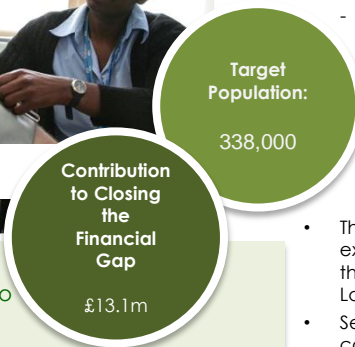 -
Target
Population:
338,000
Contribution
to Closing
the
Financial
Gap
£13.1m
•
•